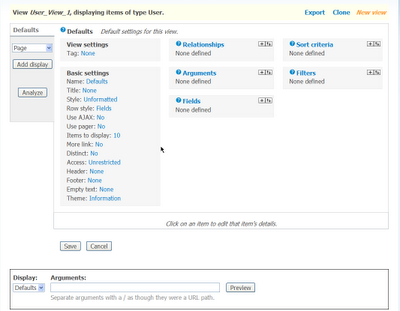 View User_View_1, displaying items of type User.
Export Clone New view
Defaults
Page
Add display
Analyze
Defaults Default settings for this view.
View settings
Tag: None
Basic settings
Name: Defaults
Title: None
Style: Unformatted
Row style: Fields
Use AJAX: No
Use pager: No
Items to display: 10
More link: No
Distinct: No
Access: Unrestricted
Header: None
Footer: None
Empty text: None
Theme: Information
Relationships
None defined
Arguments
None defined
Fields
None defined
Sort criteria
None defined
Filters
None defined
Click on an item to edit that item's details.
Save Cancel
Display: Arguments:
Defaults Preview
Separate arguments with a / as though they were a URL path.